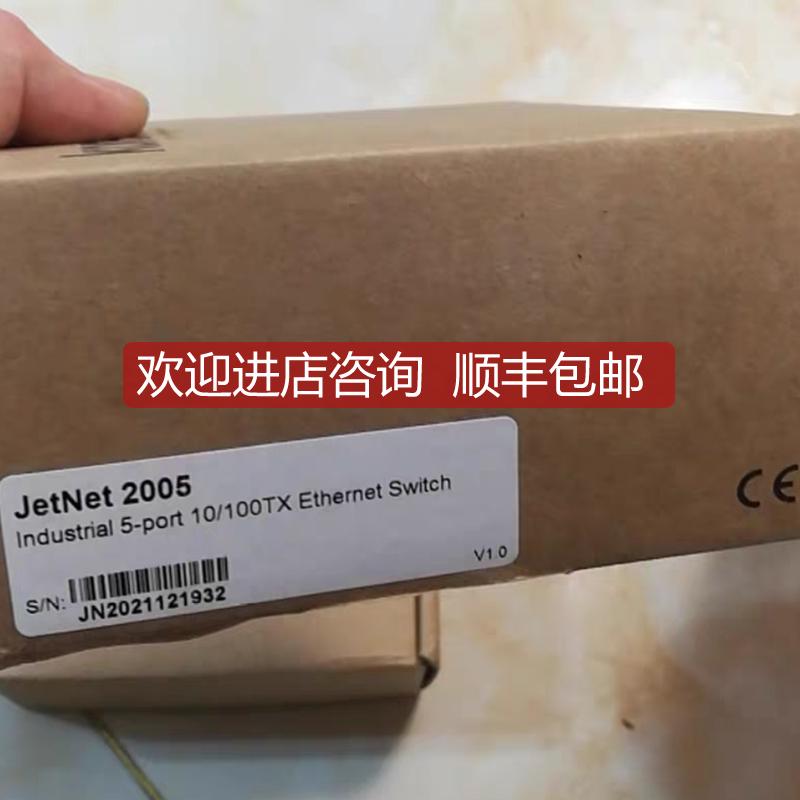 欢迎进店咨询 顺丰包邮
JetNet 2005
Industrial 5-port 10/100TX Ethernet Switch
V1.0
S/N:
JN2021121932
CE